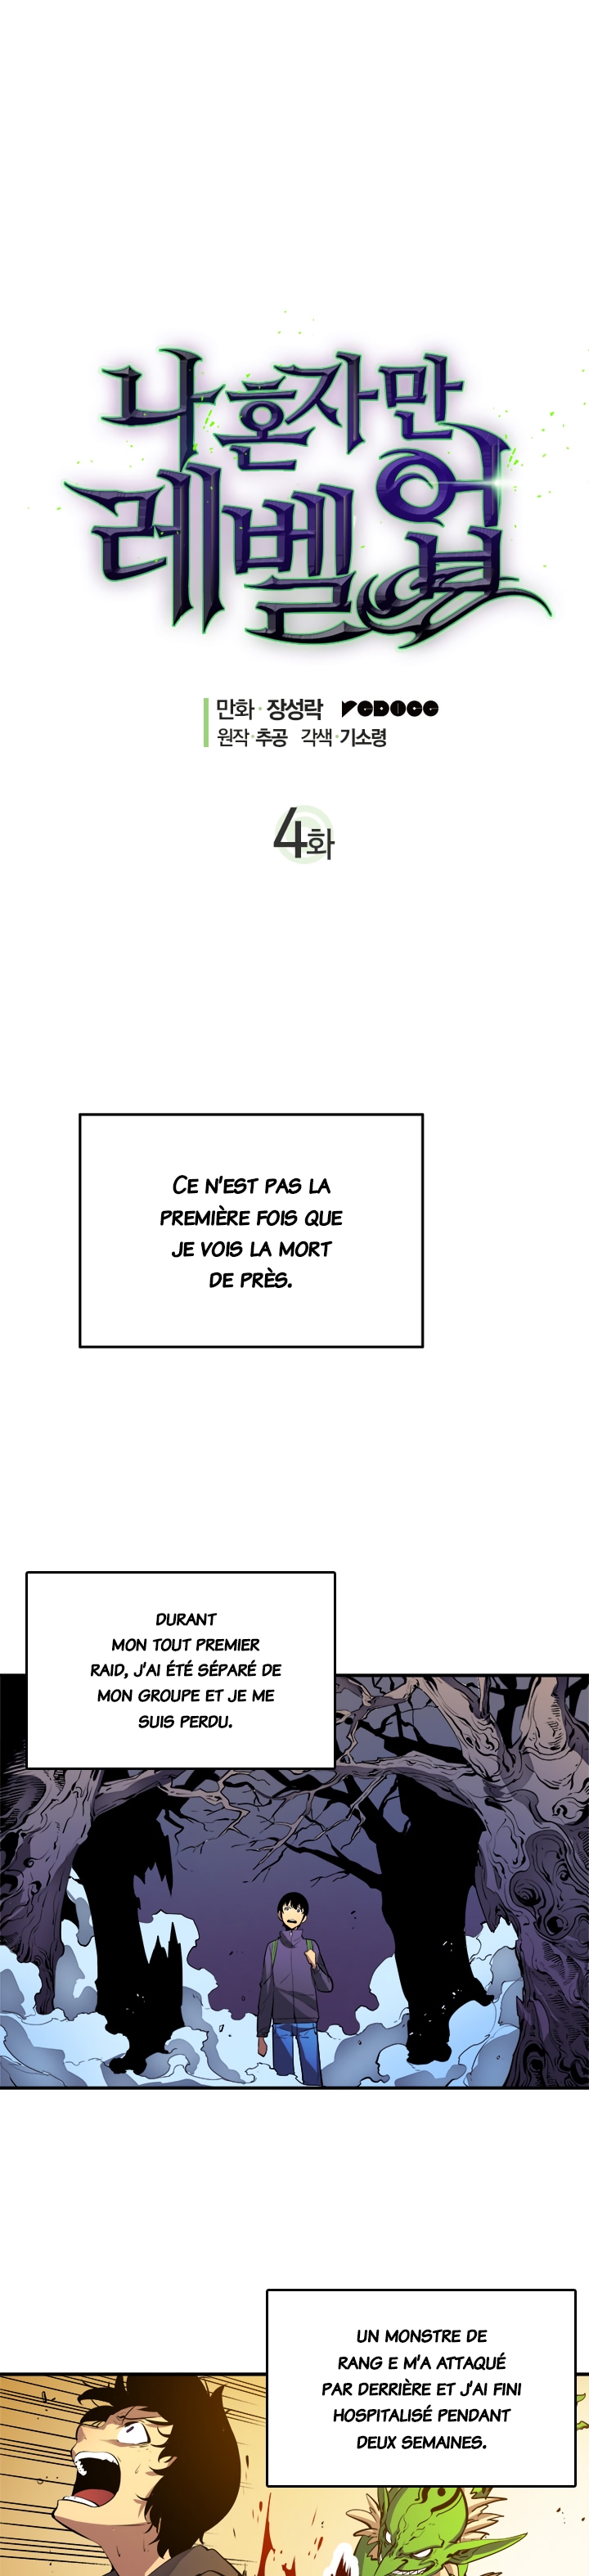 나 혼자만
레벨업
만화·장성락 REDICE
원작·추공 각색·기소령
4화
CE N'EST PAS LA
PREMIÈRE FOIS QUE
JE VOIS LA MORT
DE PRÈS.
DURANT
MON TOUT PREMIER
RAID, J'AI ÉTÉ SÉPARÉ DE
MON GROUPE ET JE ME
SUIS PERDU.
UN MONSTRE DE
RANG E M'A ATTAQUÉ
PAR DERRIÈRE ET J'AI FINI
HOSPITALISÉ PENDANT
DEUX SEMAINES.